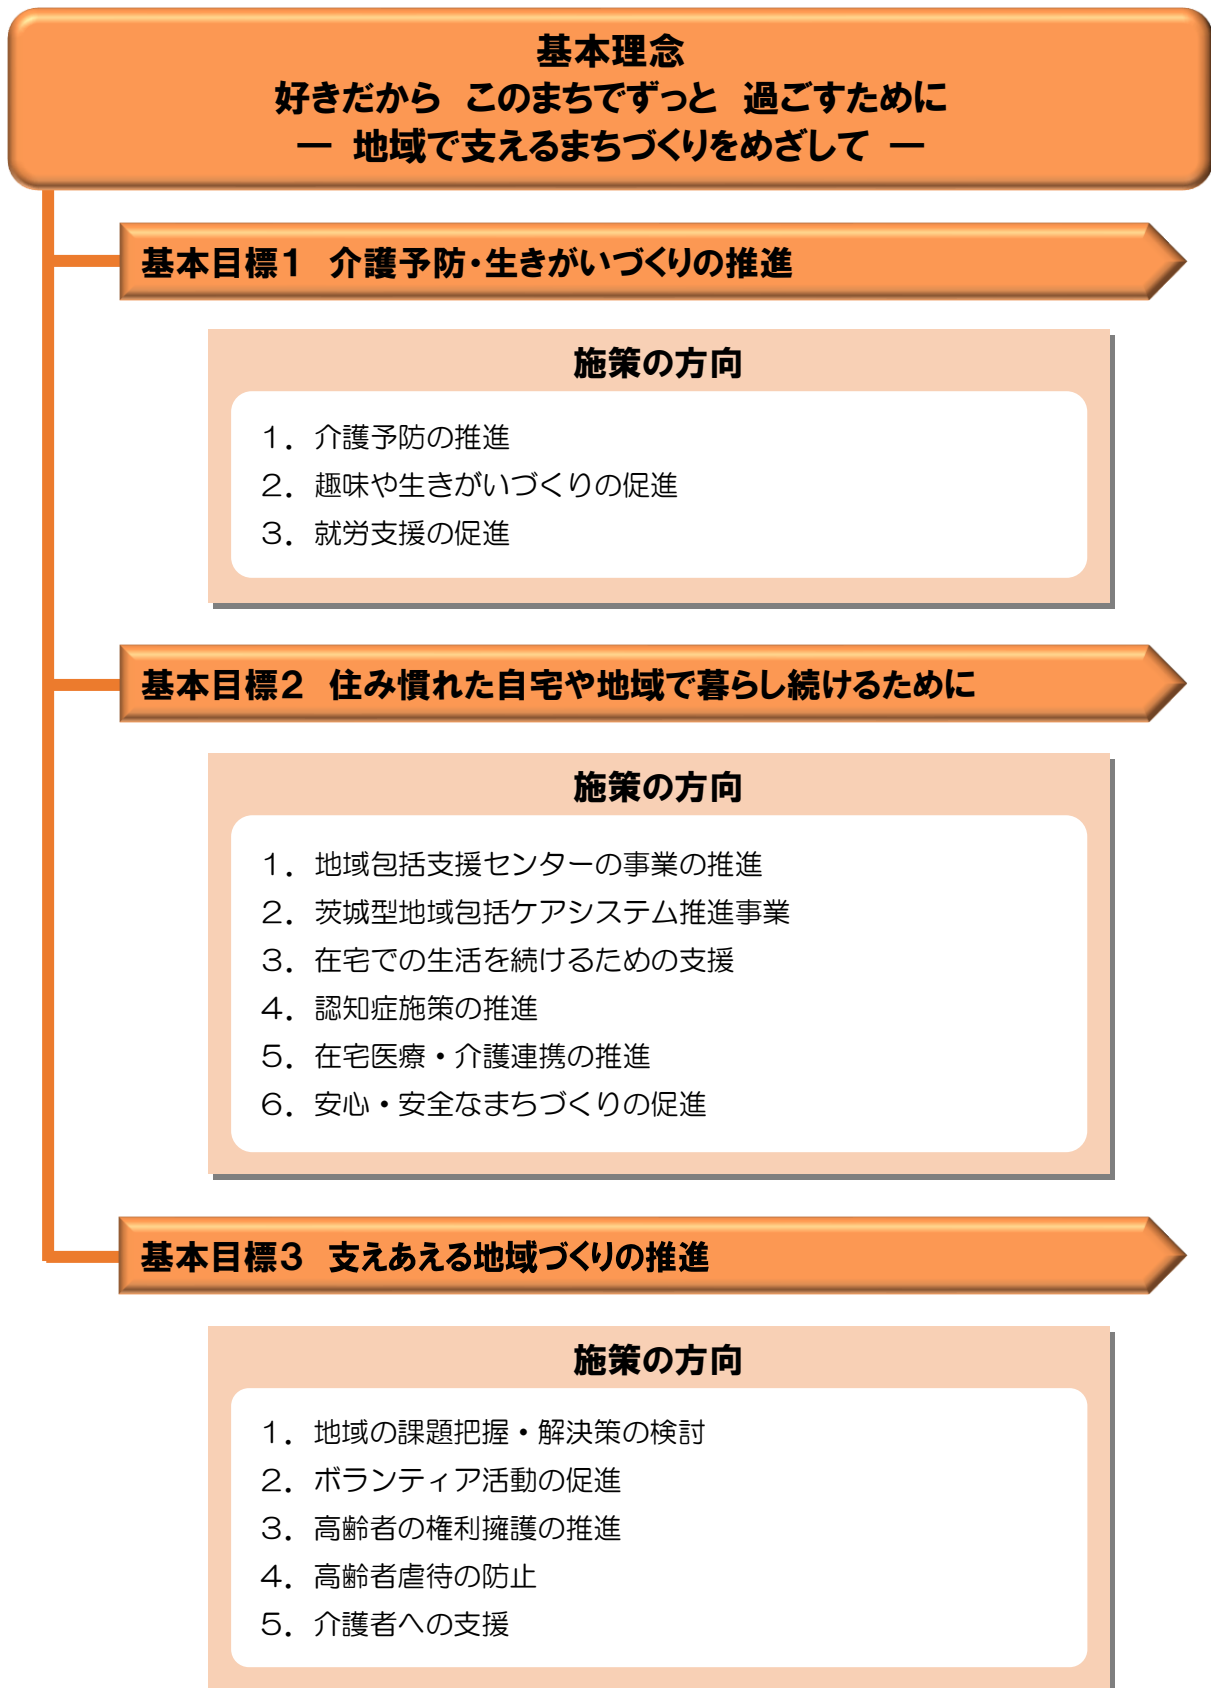 基本理念
好きだから このまちでずっと 過ごすために
― 地域で支えるまちづくりをめざして ―
基本目標１ 介護予防・生きがいづくりの推進
施策の方向
１．介護予防の推進
２．趣味や生きがいづくりの促進
３．就労支援の促進
基本目標２ 住み慣れた自宅や地域で暮らし続けるために
施策の方向
１．地域包括支援センターの事業の推進
２．茨城型地域包括ケアシステム推進事業
３．在宅での生活を続けるための支援
４．認知症施策の推進
５．在宅医療・介護連携の推進
６．安心・安全なまちづくりの促進
基本目標３ 支えあえる地域づくりの推進
施策の方向
１．地域の課題把握・解決策の検討
２．ボランティア活動の促進
３．高齢者の権利擁護の推進
４．高齢者虐待の防止
５．介護者への支援